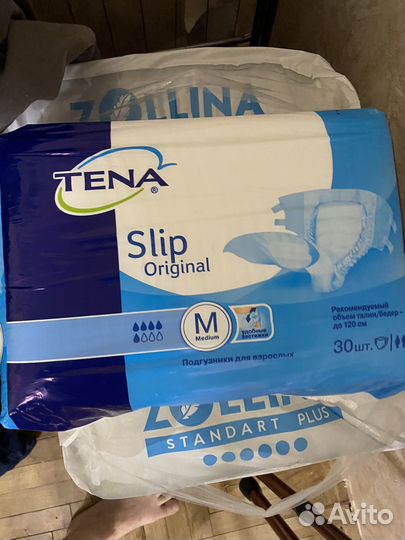 ZOLLINA
TENA®
Slip
Original
M
Medium
удобные
застежки
Рекомендуемый
объем талии/бедер -
до 120 см
Подгузники для взрослых
30шт.
ZOLLINA
STANDART PLUS
Avito